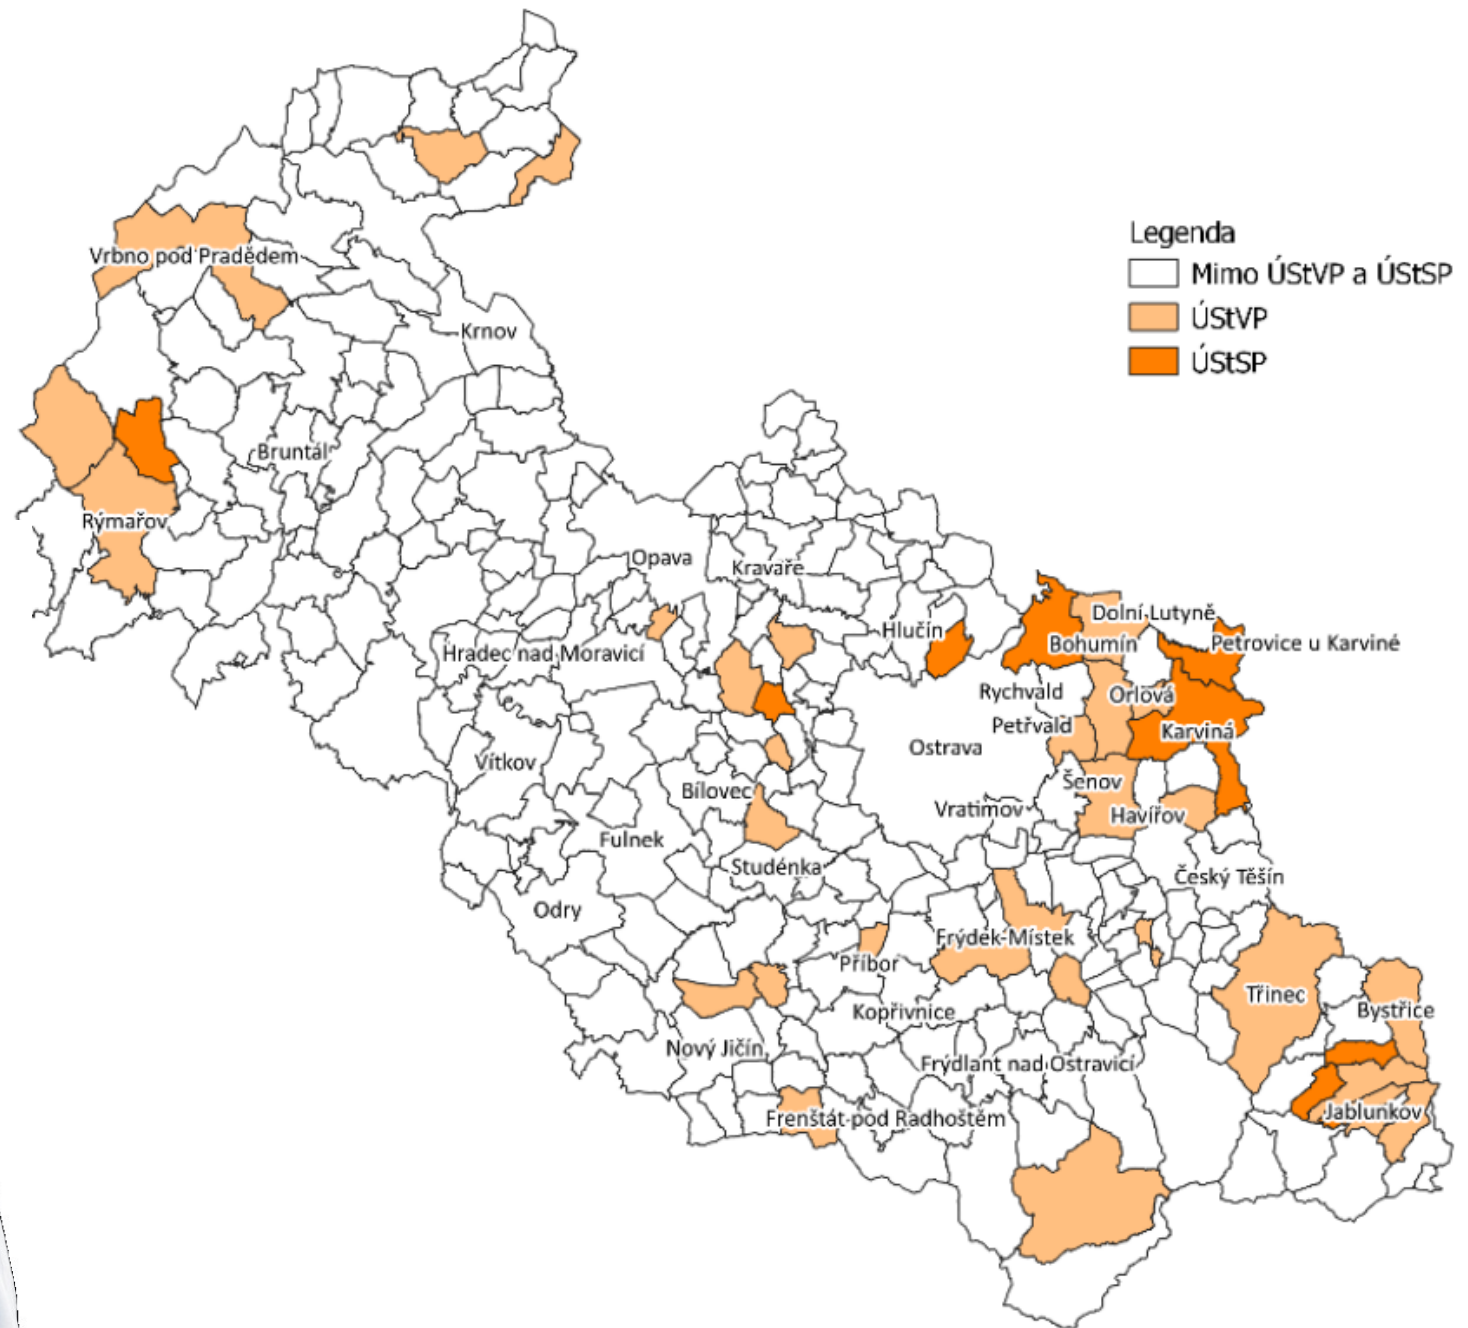 Legenda
Mimo ÚStVP a ÚStSP
ÚStVP
ÚStSP
Vrbno pod Pradědem
Krnov
Bruntál
Rýmařov
Opava
Kravaře
Hlučín
Dolní Lutyně
Bohumín
Petrovice u Karviné
Hradec nad Moravicí
Rychvald
Orlová
Petřvald
Karviná
Ostrava
Vítkov
Šenov
Bílovec
Vratimov
Havířov
Fulnek
Studénka
Český Těšín
Odry
Frýdek-Místek
Příbor
Třinec
Bystřice
Kopřivnice
Nový Jičín
Frýdlant nad Ostravicí
Jablunkov
Frenštát pod Radhoštěm